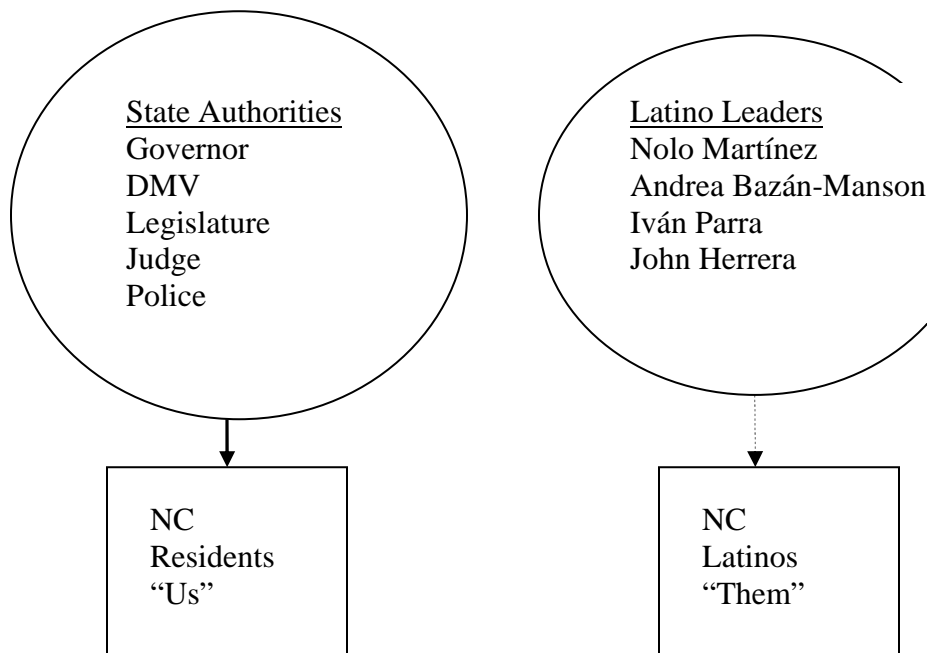 State Authorities
Governor
DMV
Legislature
Judge
Police
Latino Leaders
Nolo Martínez
Andrea Bazán-Manson
Iván Parra
John Herrera
NC
Residents
“Us”
NC
Latinos
“Them”